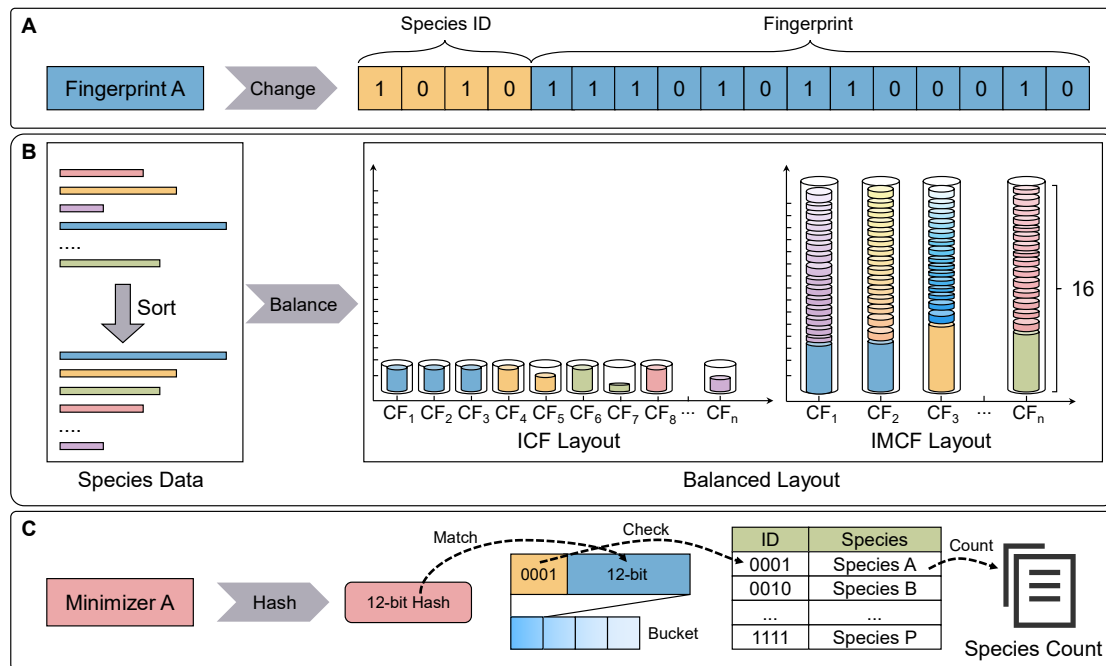 A
Species ID
Fingerprint
Fingerprint A
Change
1 0 1 0 1 1 1 0 1 0 1 1 0 0 0 1 0
B
Sort
Species Data
Balance
CF1 CF2 CF3 CF4 CF5 CF6 CF7 CF8 ... CFn
ICF Layout
CF1 CF2 CF3 ... CFn
IMCF Layout
16
Balanced Layout
....
....
C
Minimizer A
Hash
12-bit Hash
Match
Check
0001 12-bit
Bucket
ID Species
0001 Species A
0010 Species B
... ...
1111 Species P
Count
Species Count